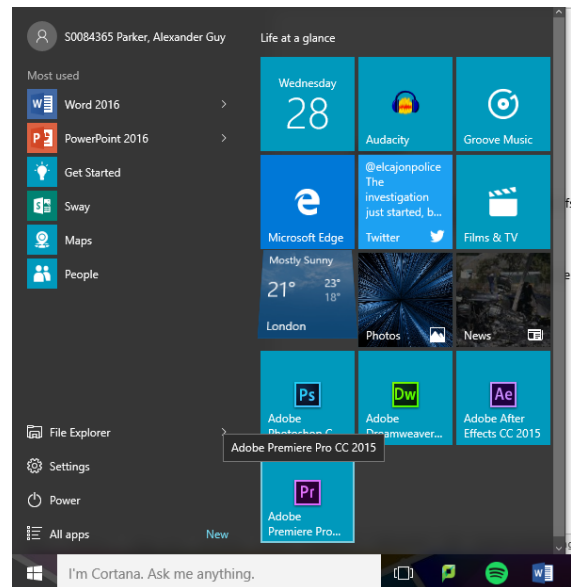 S0084365 Parker, Alexander Guy
Life at a glance
Most used
Word 2016
PowerPoint 2016
Get Started
Sway
Maps
People
File Explorer
Settings
Power
All apps
New
Wednesday
28
Audacity
Groove Music
Microsoft Edge
@elcajonpolice
The
investigation
just started, b...
Twitter
Films & TV
Mostly Sunny
21°
23°
18°
London
Photos
News
Ps
Adobe
Photoshop C...
Dw
Adobe
Dreamweaver...
Ae
Adobe After
Effects CC 2015
Adobe Premiere Pro CC 2015
Pr
Adobe
Premiere Pro...
I'm Cortana. Ask me anything.